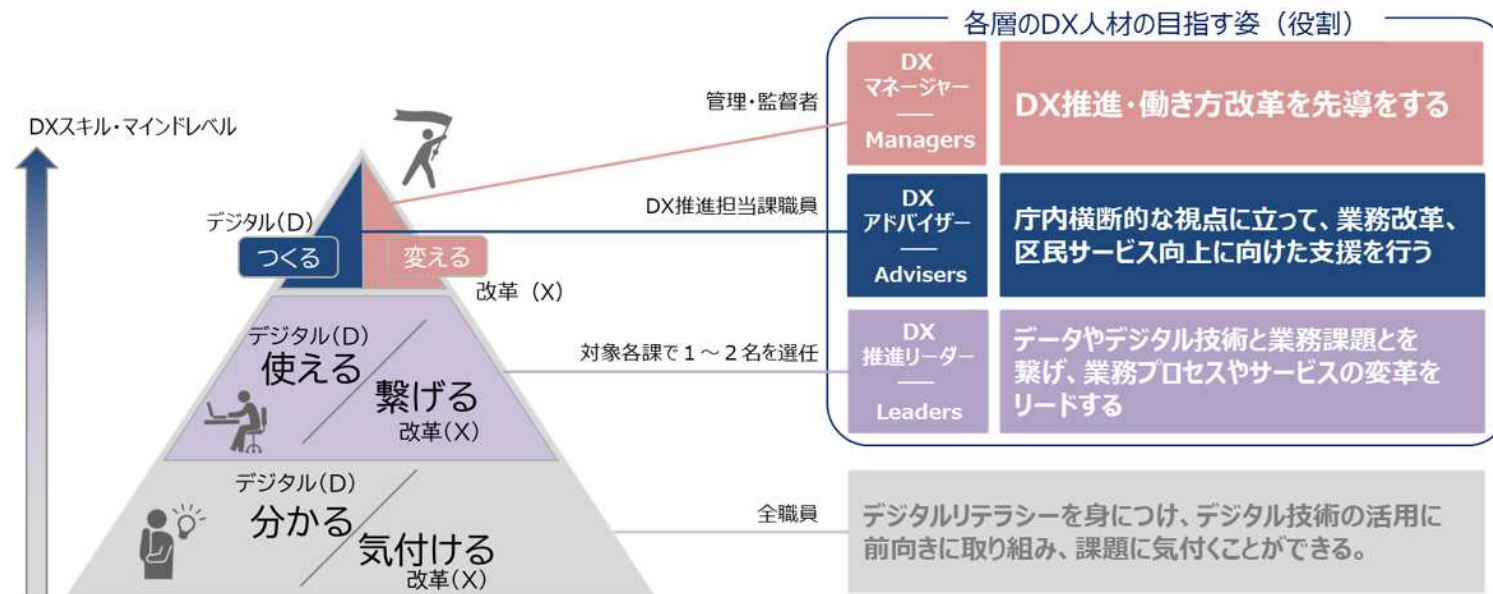 各層のDX人材の目指す姿（役割）
DXスキル・マインドレベル
デジタル(D)
つくる
変える
改革（X）
デジタル(D)
使える
繋げる
改革(X)
デジタル(D)
分かる
気付ける
改革(X)
管理・監督者
DX
マネージャー
Managers
DX推進・働き方改革を先導をする
DX推進担当課職員
DX
アドバイザー
Advisers
庁内横断的な視点に立って、業務改革、
区民サービス向上に向けた支援を行う
対象各課で１～２名を選任
DX
推進リーダー
Leaders
データやデジタル技術と業務課題とを
繋げ、業務プロセスやサービスの変革を
リードする
全職員
デジタルリテラシーを身につけ、デジタル技術の活用に
前向きに取り組み、課題に気付くことができる。